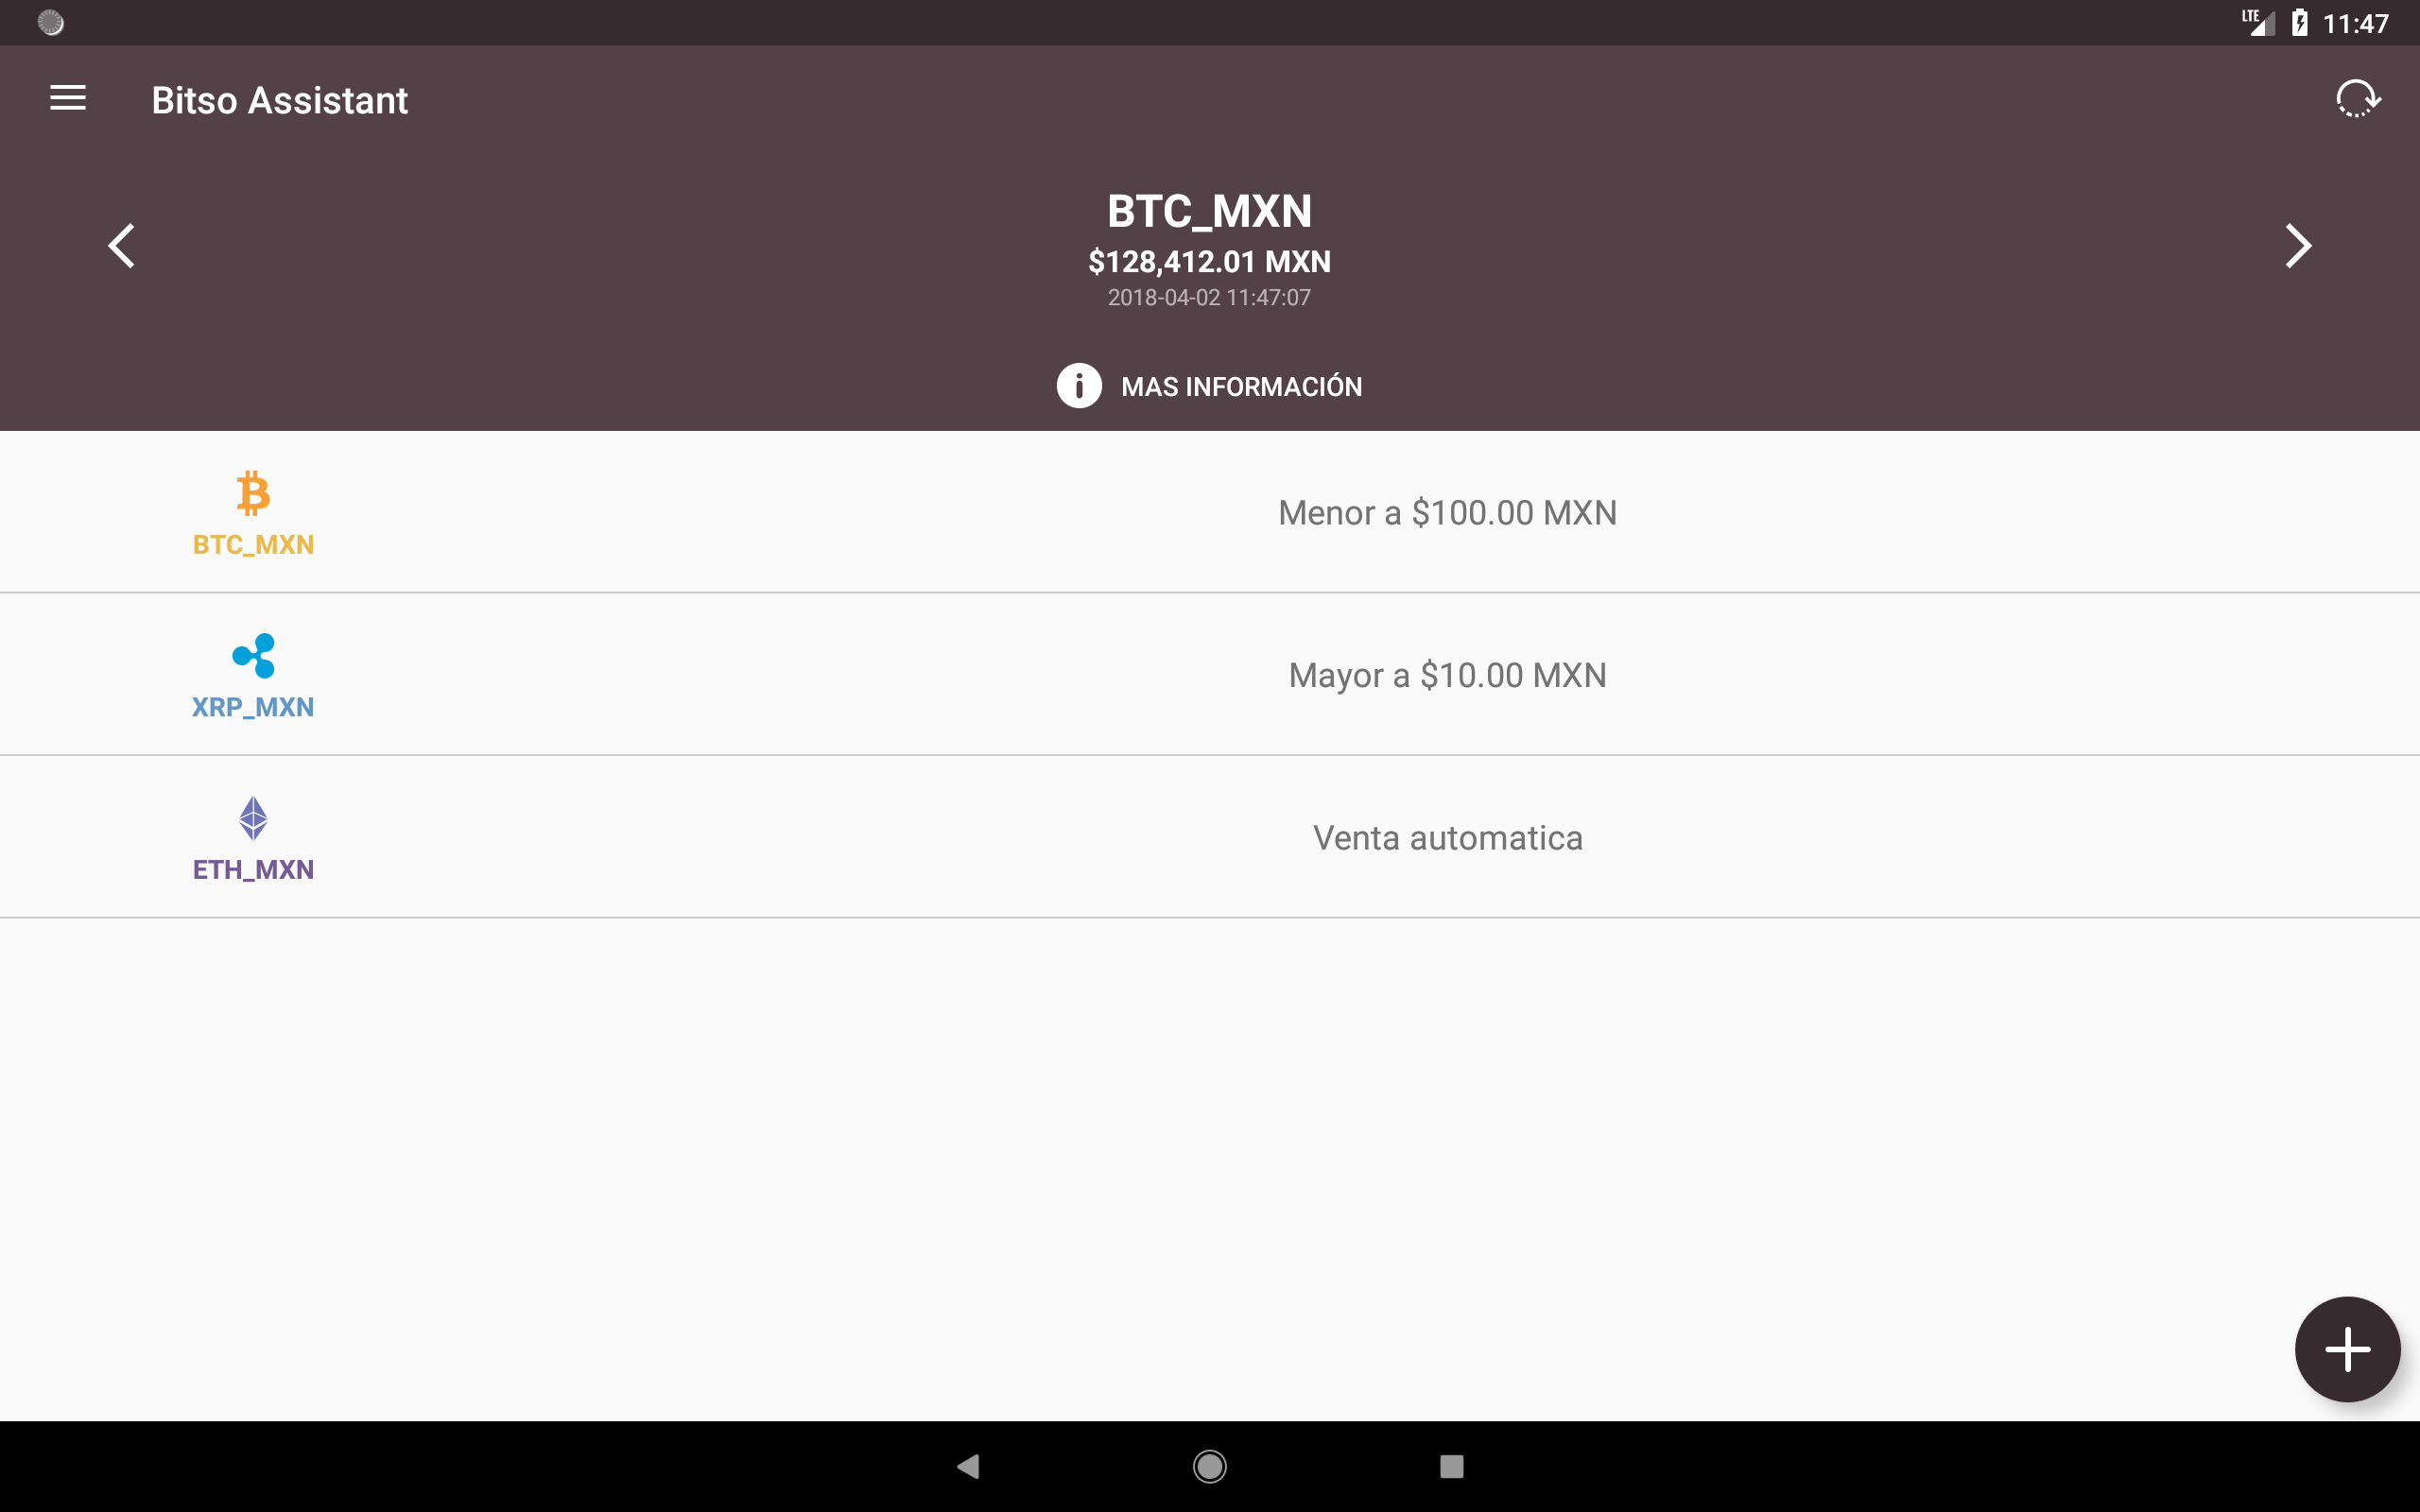 LTE 11:47
Bitso Assistant
BTC_MXN
$128,412.01 MXN
2018-04-02 11:47:07
MAS INFORMACIÓN
BTC_MXN
Menor a $100.00 MXN
XRP_MXN
Mayor a $10.00 MXN
ETH_MXN
Venta automatica